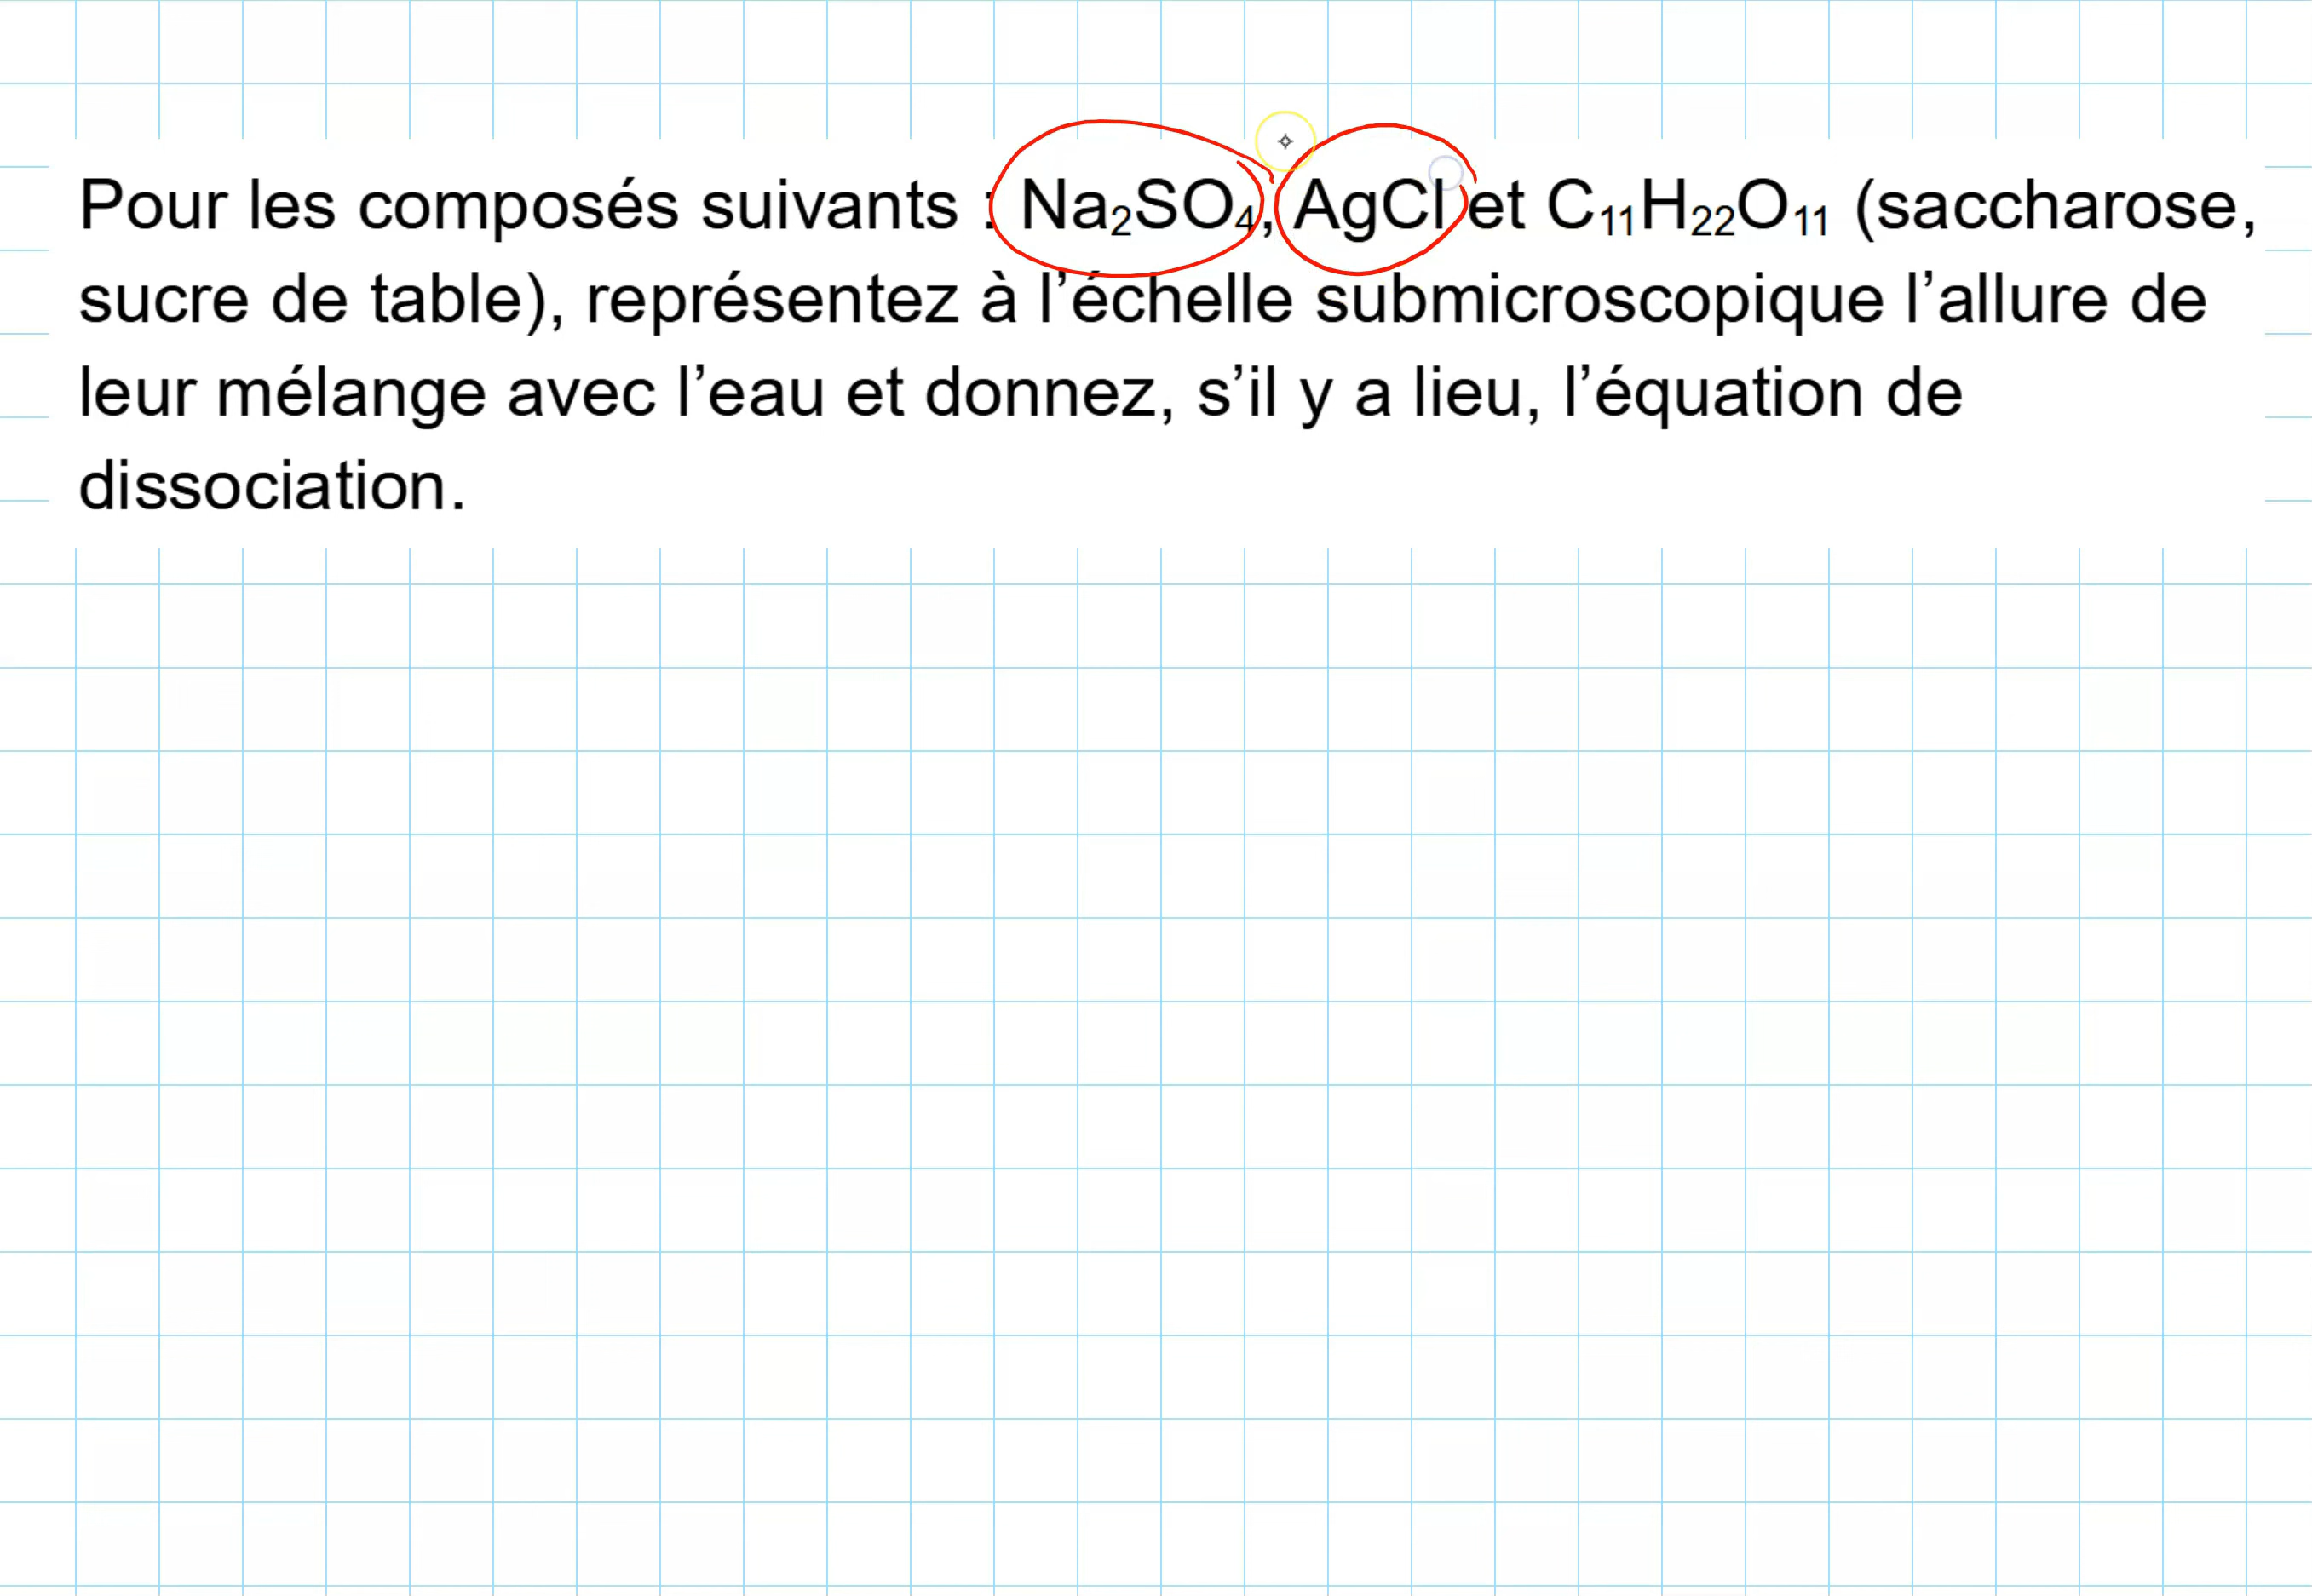 Pour les composés suivants : Na₂SO₄, AgCl et C₁₁H₂₂O₁₁ (saccharose,
sucre de table), représentez à l’échelle submicroscopique l’allure de
leur mélange avec l’eau et donnez, s’il y a lieu, l’équation de
dissociation.